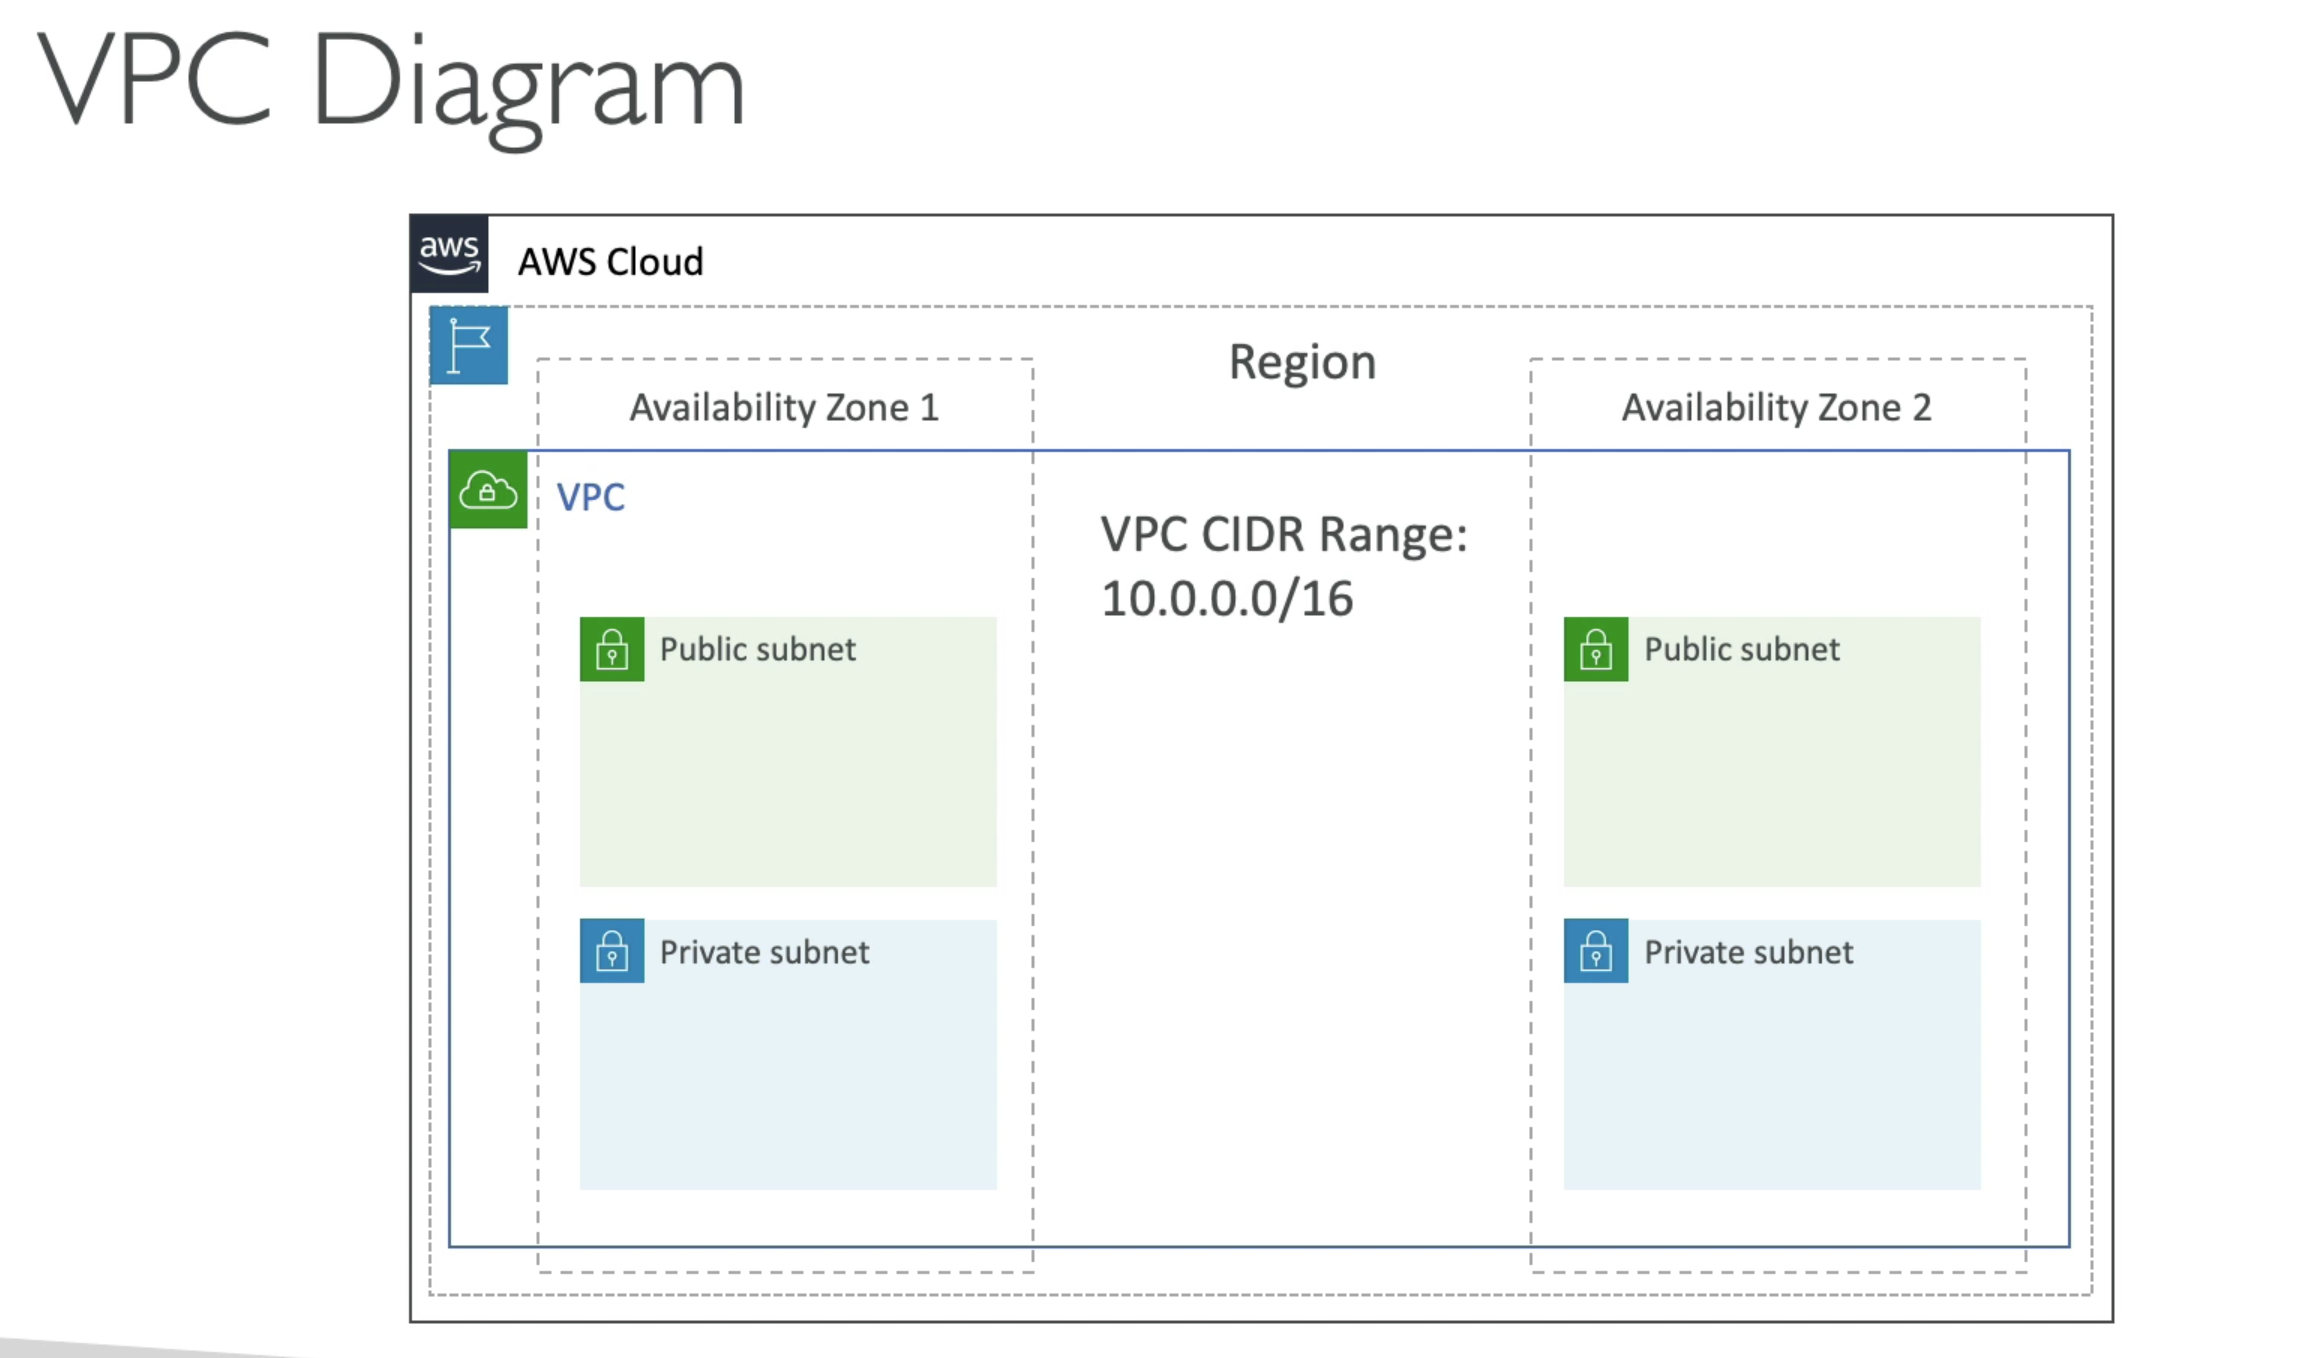 VPC Diagram
aws
AWS Cloud
Region
Availability Zone 1
Availability Zone 2
VPC
VPC CIDR Range:
10.0.0.0/16
Public subnet
Public subnet
Private subnet
Private subnet